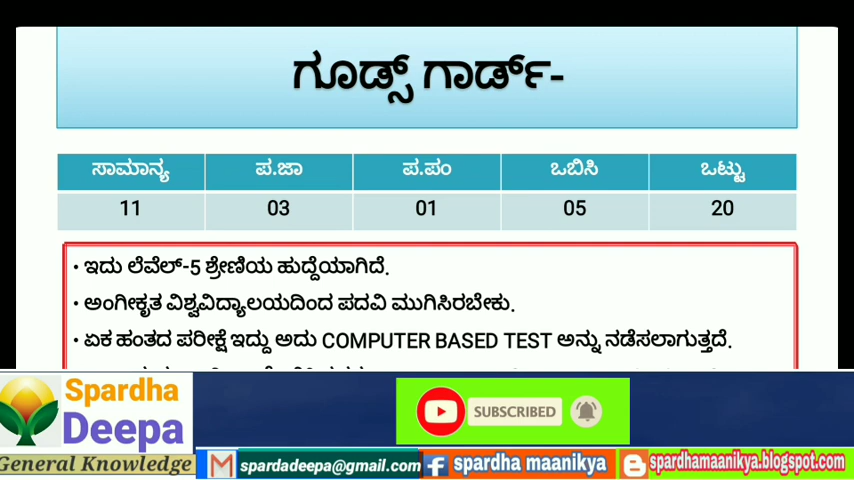 ಗೂಡ್ಸ್ ಗಾರ್ಡ್-
ಸಾಮಾನ್ಯ ಪ.ಜಾ ಪ.ಪಂ ಒಬಿಸಿ ಒಟ್ಟು
11 03 01 05 20
• ಇದು ಲೆವೆಲ್-5 ಶ್ರೇಣಿಯ ಹುದ್ದೆಯಾಗಿದೆ.
• ಅಂಗೀಕೃತ ವಿಶ್ವವಿದ್ಯಾಲಯದಿಂದ ಪದವಿ ಮುಗಿಸಿರಬೇಕು.
• ಏಕ ಹಂತದ ಪರೀಕ್ಷೆ ಇದ್ದು ಅದು COMPUTER BASED TEST ಅನ್ನು ನಡೆಸಲಾಗುತ್ತದೆ.
Spardha
Deepa
General Knowledge
SUBSCRIBED
spardadeepa@gmail.com
spardha maanikya
spardhamaanikya.blogspot.com